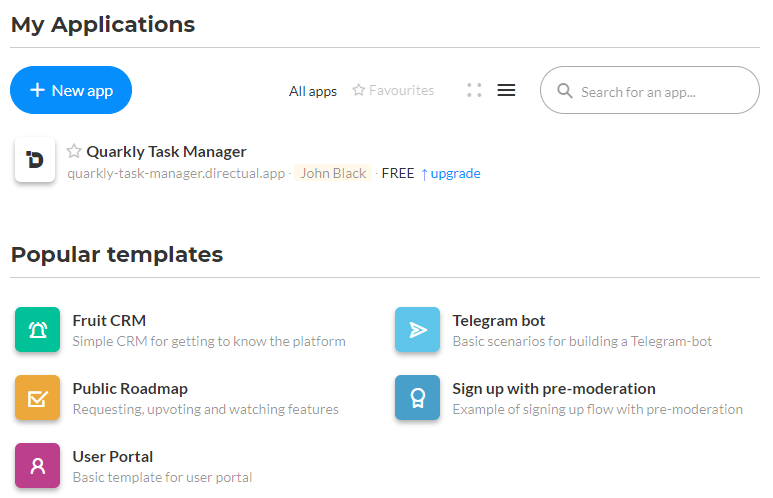 My Applications
New app
All apps
Favourites
Search for an app...
Quarkly Task Manager
quarkly-task-manager.directual.app · John Black · FREE ↑ upgrade
Popular templates
Fruit CRM
Simple CRM for getting to know the platform
Telegram bot
Basic scenarios for building a Telegram-bot
Public Roadmap
Requesting, upvoting and watching features
Sign up with pre-moderation
Example of signing up flow with pre-moderation
User Portal
Basic template for user portal